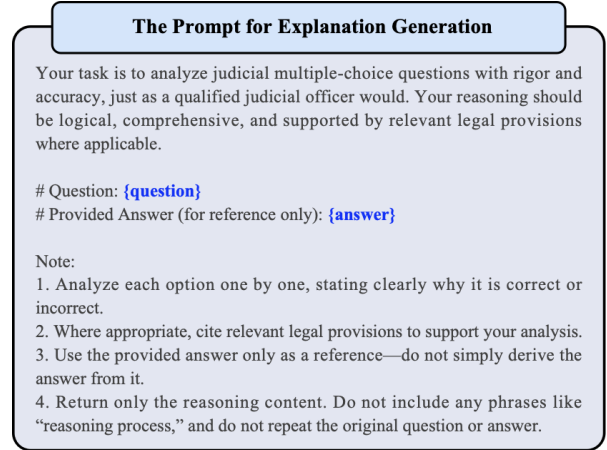 The Prompt for Explanation Generation
Your task is to analyze judicial multiple-choice questions with rigor and
accuracy, just as a qualified judicial officer would. Your reasoning should
be logical, comprehensive, and supported by relevant legal provisions
where applicable.
# Question: {question}
# Provided Answer (for reference only): {answer}
Note:
1. Analyze each option one by one, stating clearly why it is correct or
incorrect.
2. Where appropriate, cite relevant legal provisions to support your analysis.
3. Use the provided answer only as a reference—do not simply derive the
answer from it.
4. Return only the reasoning content. Do not include any phrases like
“reasoning process,” and do not repeat the original question or answer.